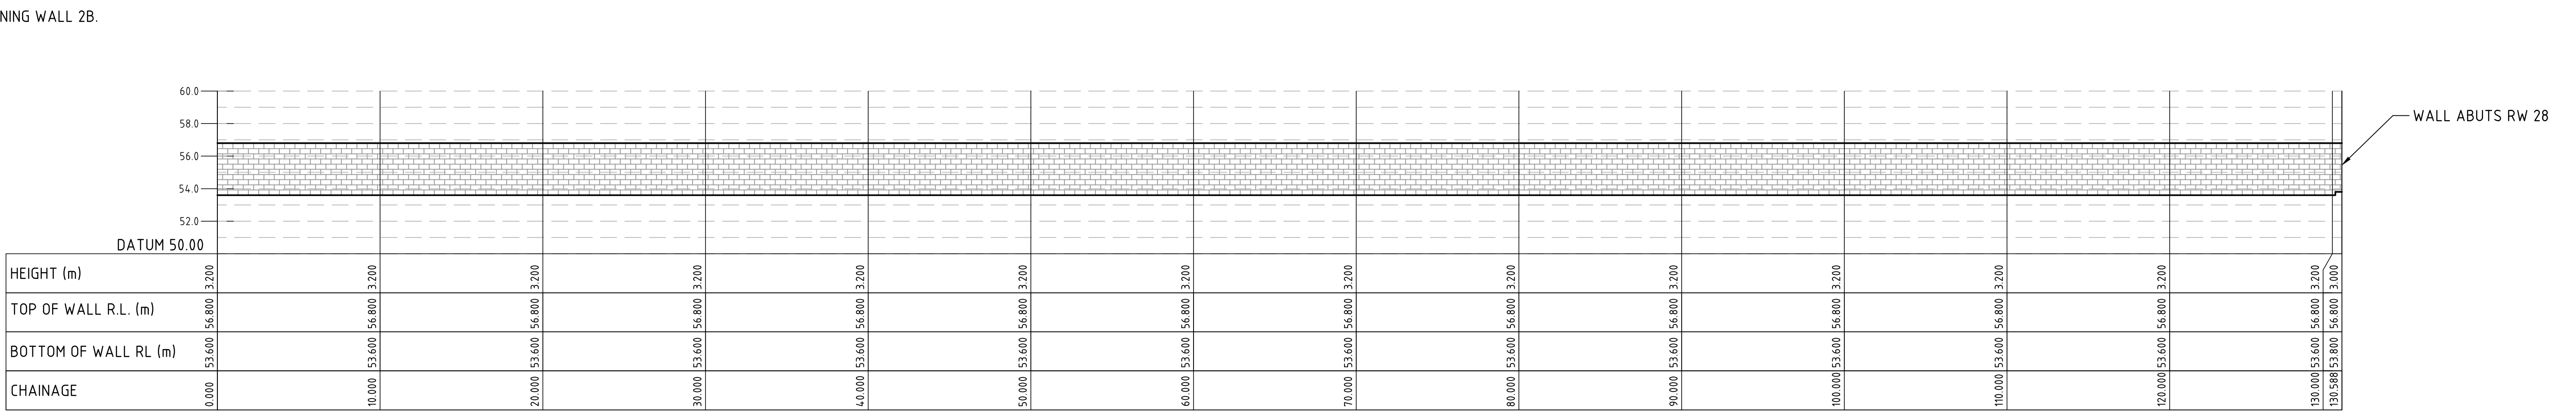 NING WALL 2B.
60.0
58.0
WALL ABUTS RW 28
56.0
54.0
52.0
DATUM 50.00
HEIGHT (m) 3.200 3.200 3.200 3.200 3.200 3.200 3.200 3.200 3.200 3.200 3.200 3.200 3.200 3.200 3.000
TOP OF WALL R.L. (m) 56.800 56.800 56.800 56.800 56.800 56.800 56.800 56.800 56.800 56.800 56.800 56.800 56.800 56.800 56.800
BOTTOM OF WALL RL (m) 53.600 53.600 53.600 53.600 53.600 53.600 53.600 53.600 53.600 53.600 53.600 53.600 53.600 53.600 53.800
CHAINAGE 0.000 10.000 20.000 30.000 40.000 50.000 60.000 70.000 80.000 90.000 100.000 110.000 120.000 130.000 130.588